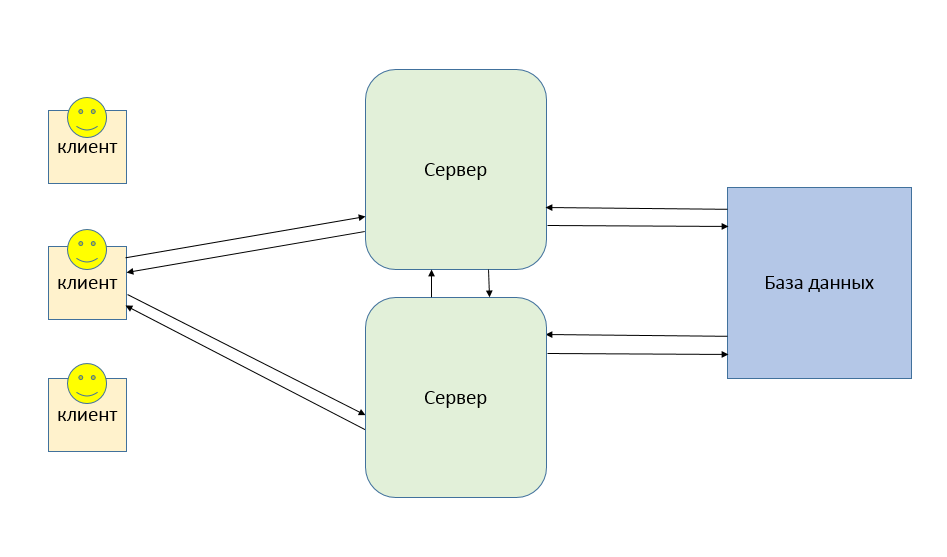 клиент
клиент
клиент
Сервер
Сервер
База данных